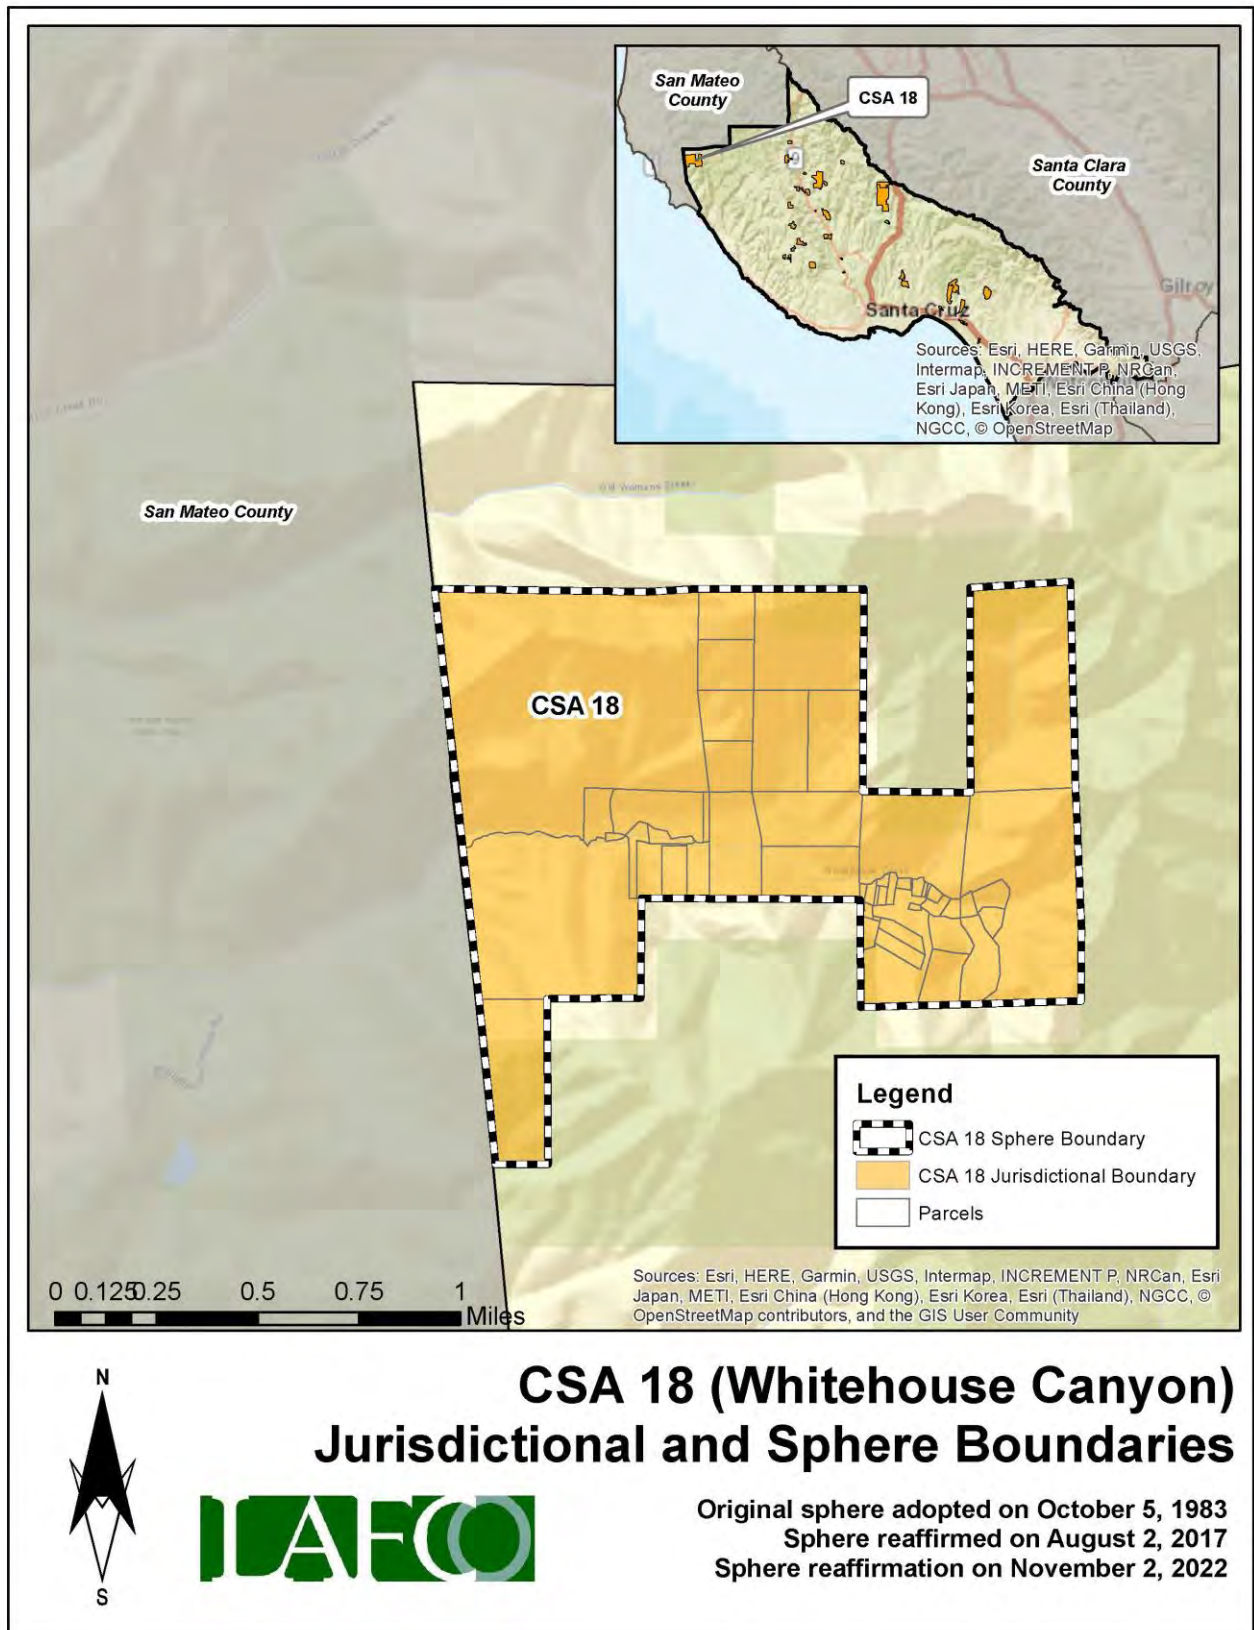 San Mateo
County
CSA 18
Santa Clara
County
9
Gilroy
Santa Cruz
Sources: Esri, HERE, Garmin, USGS,
Intermap, INCREMENT P, NRCan,
Esri Japan, METI, Esri China (Hong
Kong), Esri Korea, Esri (Thailand),
NGCC, © OpenStreetMap
San Mateo County
CSA 18
Legend
CSA 18 Sphere Boundary
CSA 18 Jurisdictional Boundary
Parcels
Sources: Esri, HERE, Garmin, USGS, Intermap, INCREMENT P, NRCan, Esri
Japan, METI, Esri China (Hong Kong), Esri Korea, Esri (Thailand), NGCC, ©
OpenStreetMap contributors, and the GIS User Community
0 0.125 0.25 0.5 0.75 1
Miles
CSA 18 (Whitehouse Canyon)
Jurisdictional and Sphere Boundaries
N
S
LAFCO
Original sphere adopted on October 5, 1983
Sphere reaffirmed on August 2, 2017
Sphere reaffirmation on November 2, 2022